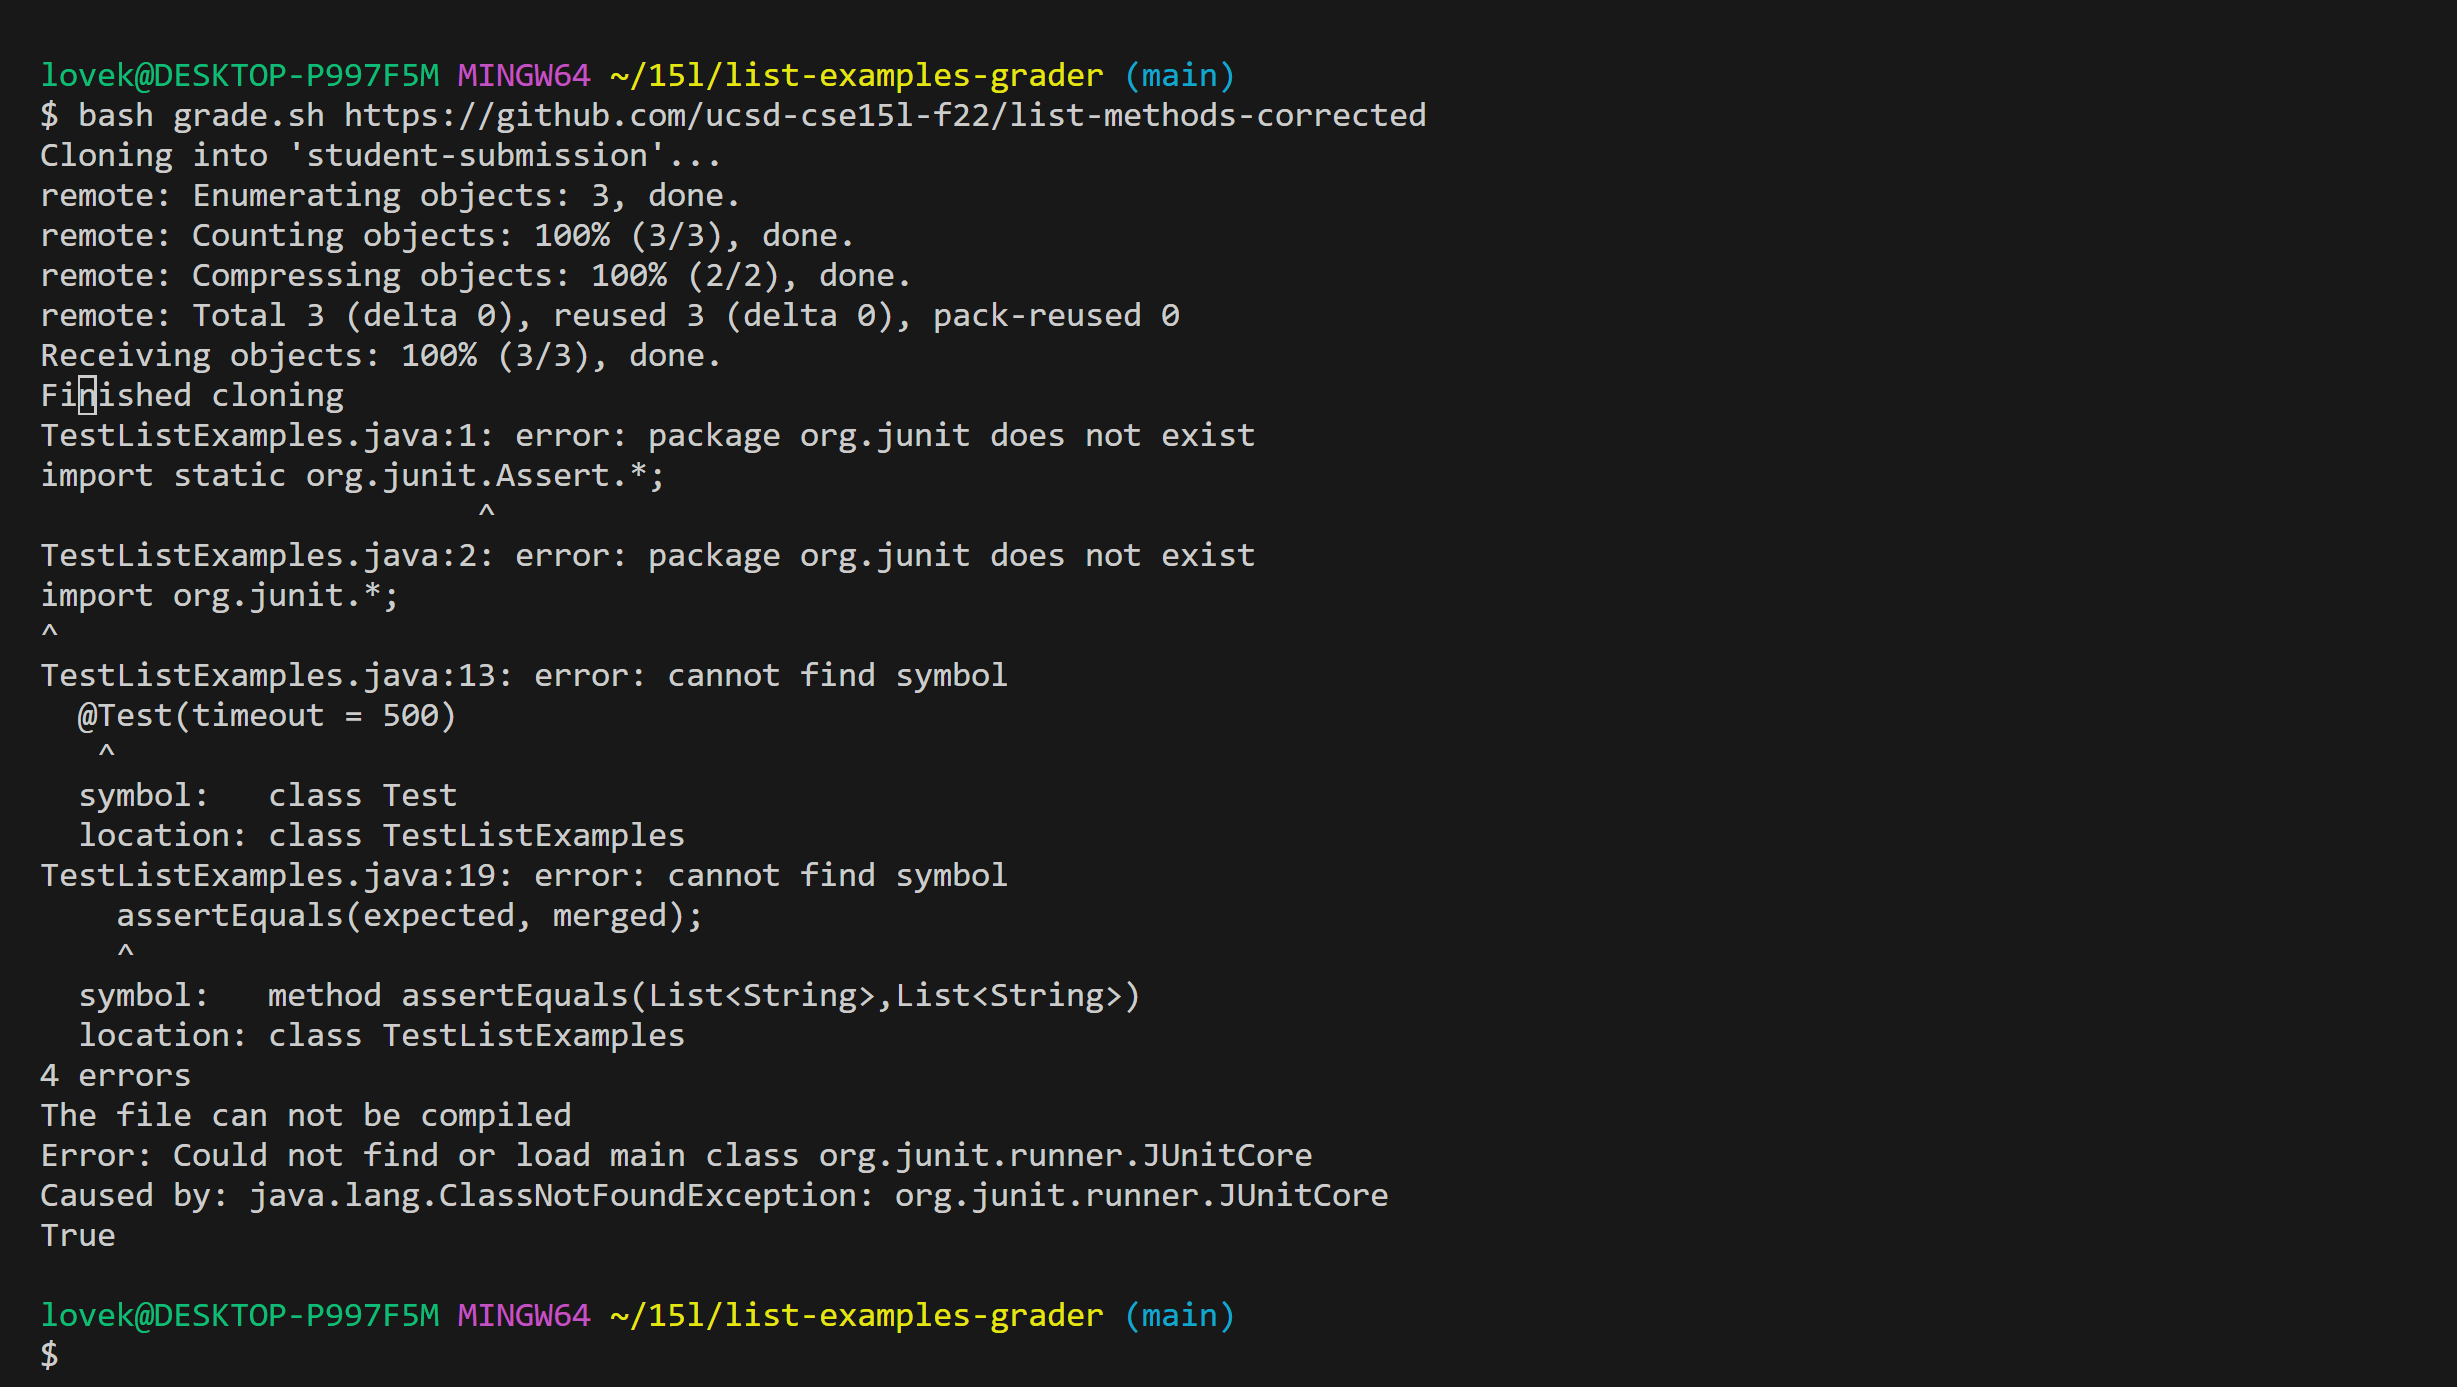 lovek@DESKTOP-P997F5M MINGW64 ~/15l/list-examples-grader (main)
$ bash grade.sh https://github.com/ucsd-cse15l-f22/list-methods-corrected
Cloning into 'student-submission'...
remote: Enumerating objects: 3, done.
remote: Counting objects: 100% (3/3), done.
remote: Compressing objects: 100% (2/2), done.
remote: Total 3 (delta 0), reused 3 (delta 0), pack-reused 0
Receiving objects: 100% (3/3), done.
Finished cloning
TestListExamples.java:1: error: package org.junit does not exist
import static org.junit.Assert.*;
                       ^
TestListExamples.java:2: error: package org.junit does not exist
import org.junit.*;
^
TestListExamples.java:13: error: cannot find symbol
  @Test(timeout = 500)
   ^
  symbol:   class Test
  location: class TestListExamples
TestListExamples.java:19: error: cannot find symbol
    assertEquals(expected, merged);
    ^
  symbol:   method assertEquals(List<String>,List<String>)
  location: class TestListExamples
4 errors
The file can not be compiled
Error: Could not find or load main class org.junit.runner.JUnitCore
Caused by: java.lang.ClassNotFoundException: org.junit.runner.JUnitCore
True
lovek@DESKTOP-P997F5M MINGW64 ~/15l/list-examples-grader (main)
$